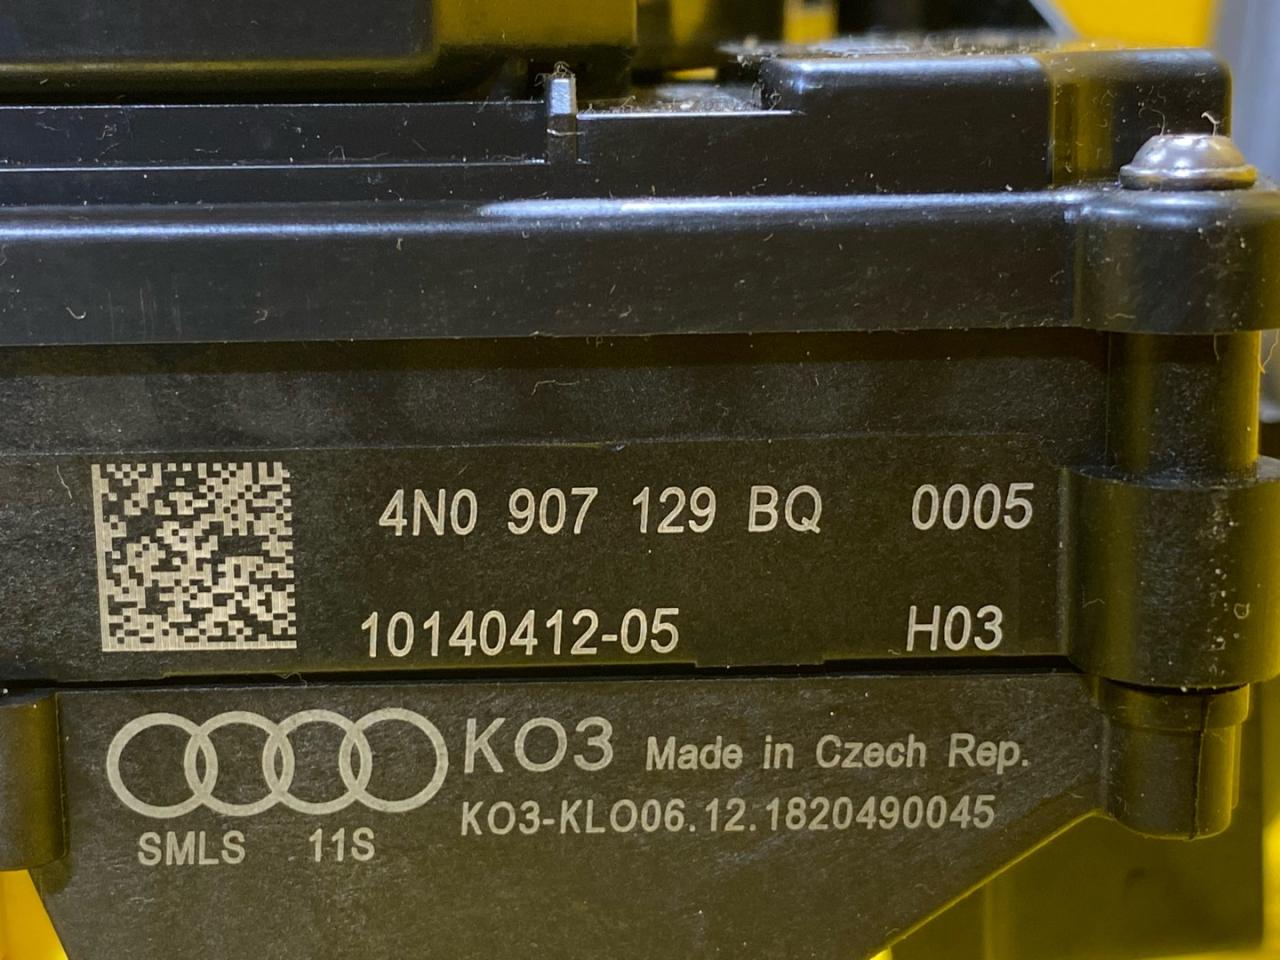 4N0 907 129 BQ 0005
10140412-05 H03
KO3 Made in Czech Rep.
KO3-KLO06.12.1820490045
SMLS 11S